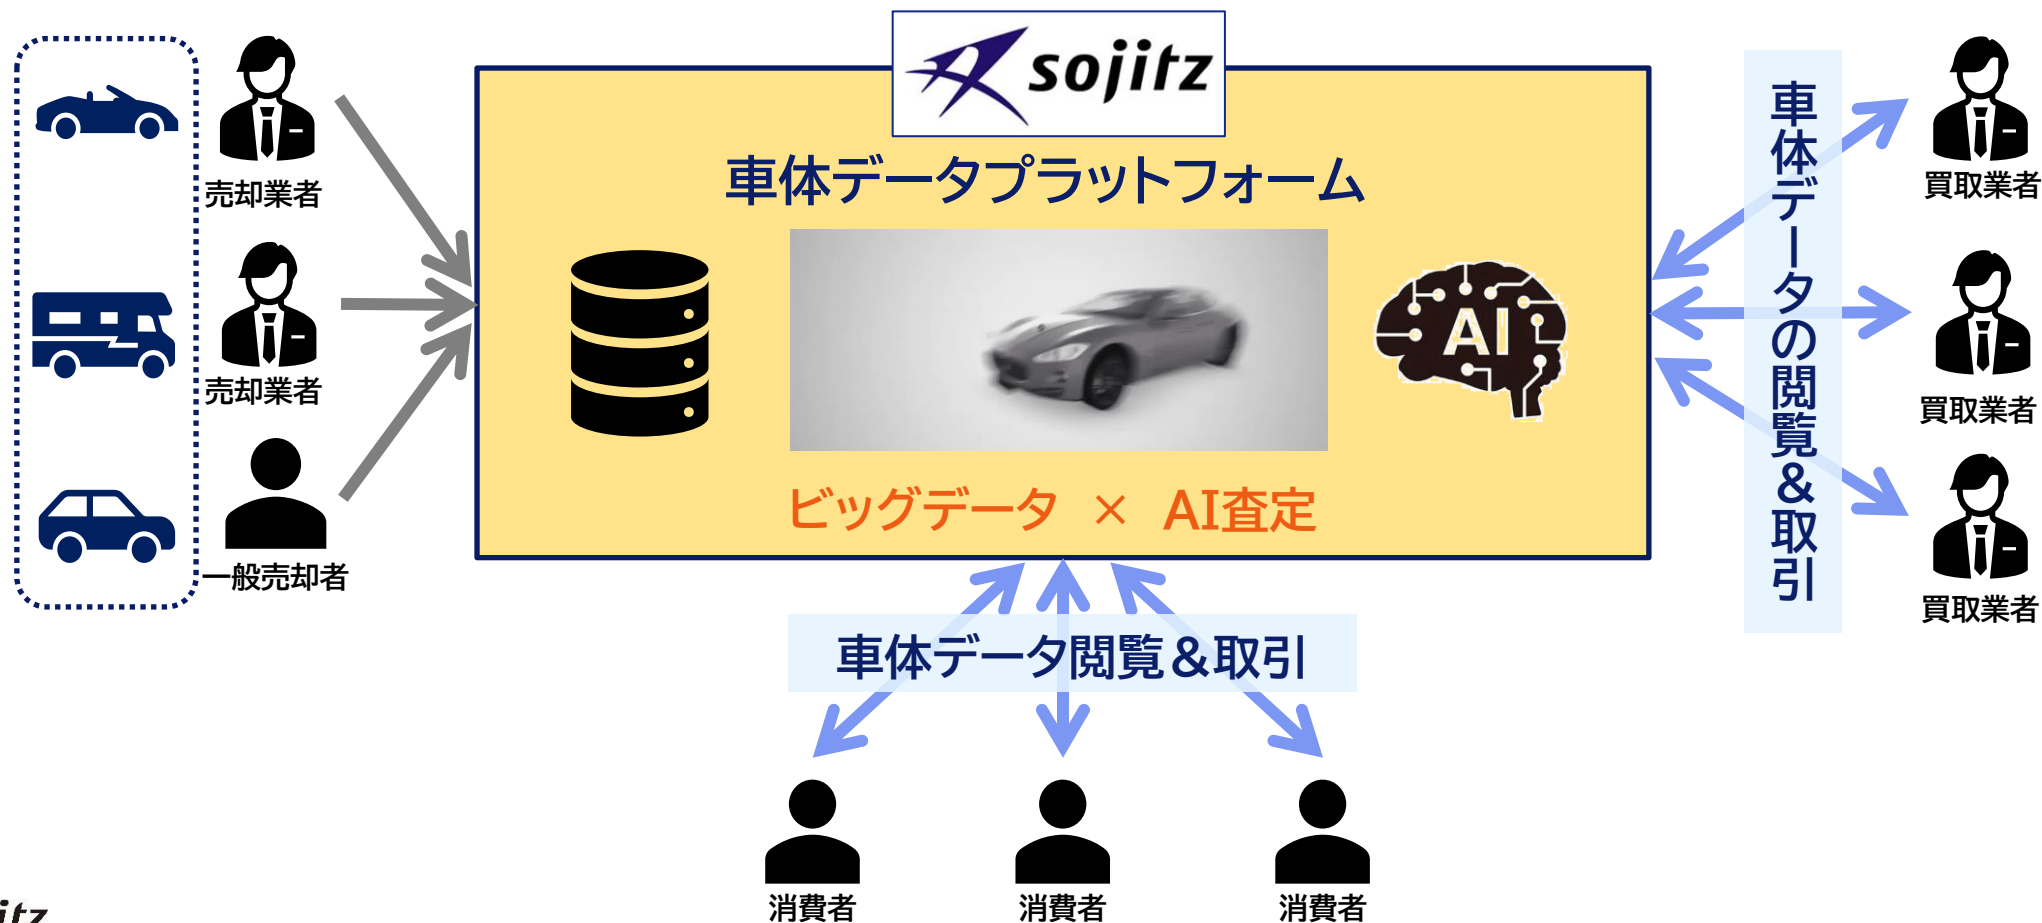 sojitz
車体データプラットフォーム
AI
ビッグデータ × AI査定
売却業者
売却業者
一般売却者
車体データの閲覧&取引
買取業者
買取業者
買取業者
車体データ閲覧&取引
消費者
消費者
消費者
itz